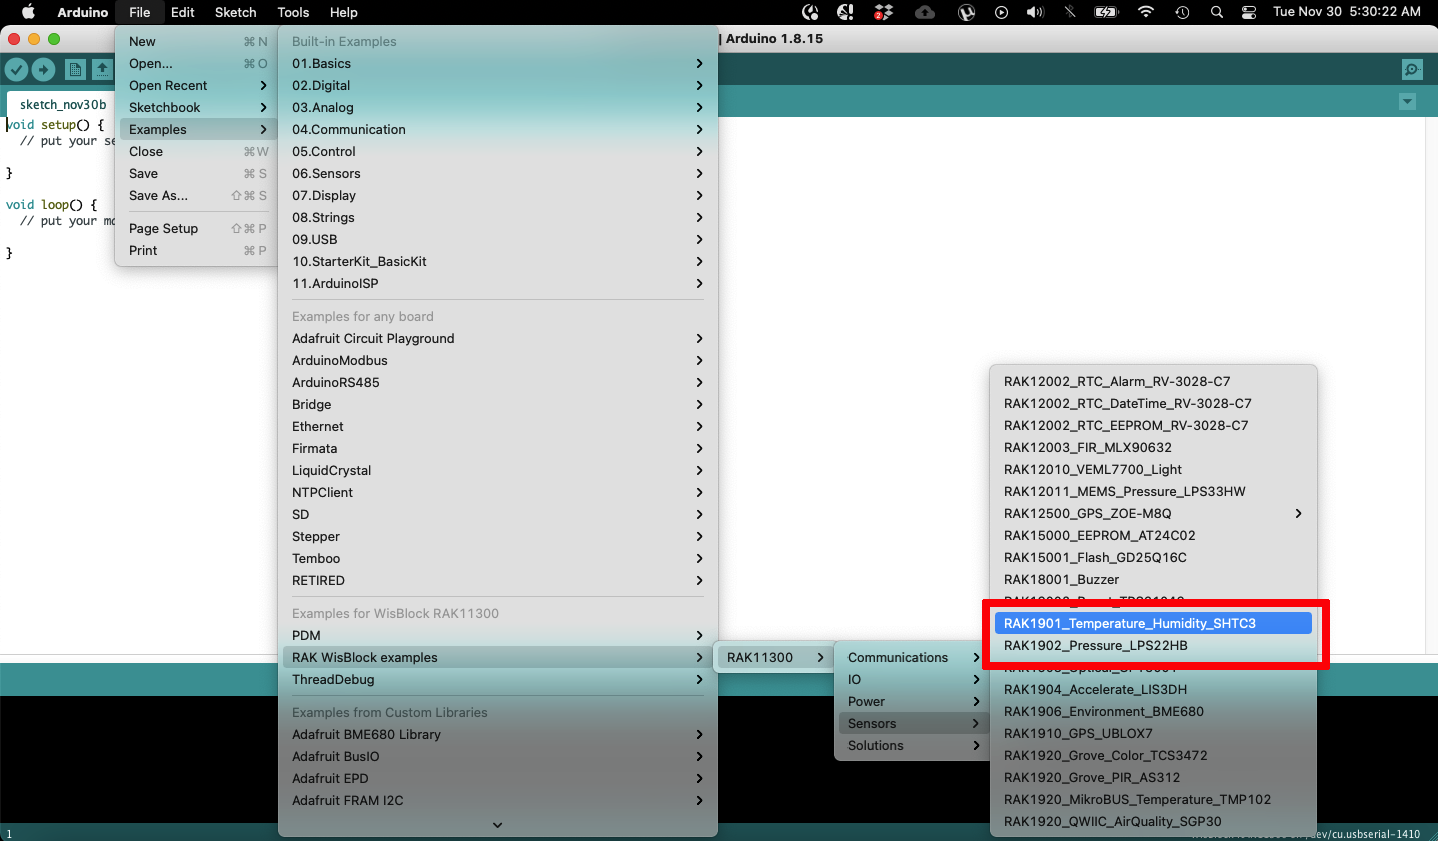 Arduino File Edit Sketch Tools Help
2
Tue Nov 30 5:30:22 AM
| Arduino 1.8.15
sketch_nov30b
void setup() {
// put your se
}
void loop() {
// put your mo
}
New ⌘ N
Open... ⌘ O
Open Recent
Sketchbook
Examples
Close ⌘ W
Save ⌘ S
Save As... ⇧ ⌘ S
Page Setup ⇧ ⌘ P
Print ⌘ P
Built-in Examples
01.Basics
02.Digital
03.Analog
04.Communication
05.Control
06.Sensors
07.Display
08.Strings
09.USB
10.StarterKit_BasicKit
11.ArduinoISP
Examples for any board
Adafruit Circuit Playground
ArduinoModbus
ArduinoRS485
Bridge
Ethernet
Firmata
LiquidCrystal
NTPClient
SD
Stepper
Temboo
RETIRED
Examples for WisBlock RAK11300
PDM
RAK WisBlock examples
ThreadDebug
Examples from Custom Libraries
Adafruit BME680 Library
Adafruit BusIO
Adafruit EPD
Adafruit FRAM I2C
RAK11300
Communications
IO
Power
Sensors
Solutions
RAK12002_RTC_Alarm_RV-3028-C7
RAK12002_RTC_DateTime_RV-3028-C7
RAK12002_RTC_EEPROM_RV-3028-C7
RAK12003_FIR_MLX90632
RAK12010_VEML7700_Light
RAK12011_MEMS_Pressure_LPS33HW
RAK12500_GPS_ZOE-M8Q
RAK15000_EEPROM_AT24C02
RAK15001_Flash_GD25Q16C
RAK18001_Buzzer
RAK1901_Temperature_Humidity_SHTC3
RAK1902_Pressure_LPS22HB
RAK1904_Accelerate_LIS3DH
RAK1906_Environment_BME680
RAK1910_GPS_UBLOX7
RAK1920_Grove_Color_TCS3472
RAK1920_Grove_PIR_AS312
RAK1920_MikroBUS_Temperature_TMP102
RAK1920_QWIIC_AirQuality_SGP30
1
/dev/cu.usbserial-1410